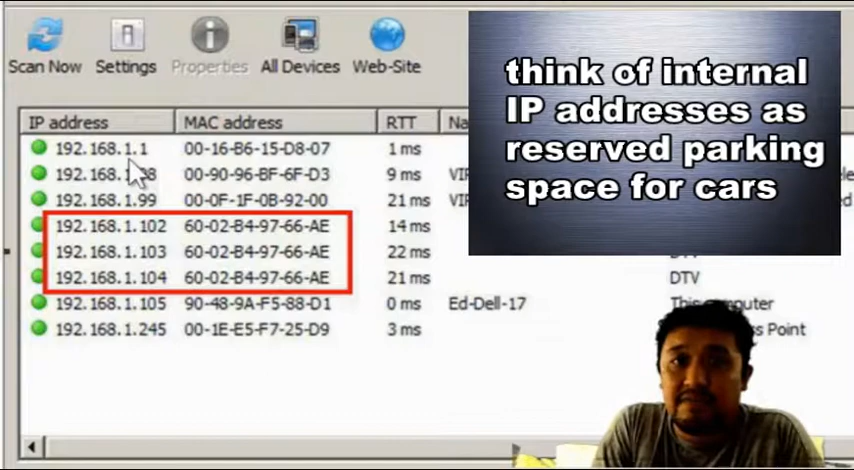 Scan Now Settings Properties All Devices Web-Site
think of internal
IP addresses as
reserved parking
space for cars
IP address MAC address RTT Na
192.168.1.1 00-16-B6-15-D8-07 1 ms
00-90-96-BF-6F-D3 9 ms
192.168.1.99 00-0F-1F-0B-92-00 21 ms
192.168.1.102 60-02-B4-97-66-AE 14 ms
192.168.1.103 60-02-B4-97-66-AE 22 ms
192.168.1.104 60-02-B4-97-66-AE 21 ms DTV
192.168.1.105 90-48-9A-F5-88-D1 0 ms Ed-Dell-17 This computer
192.168.1.245 00-1E-E5-F7-25-D9 3 ms Point